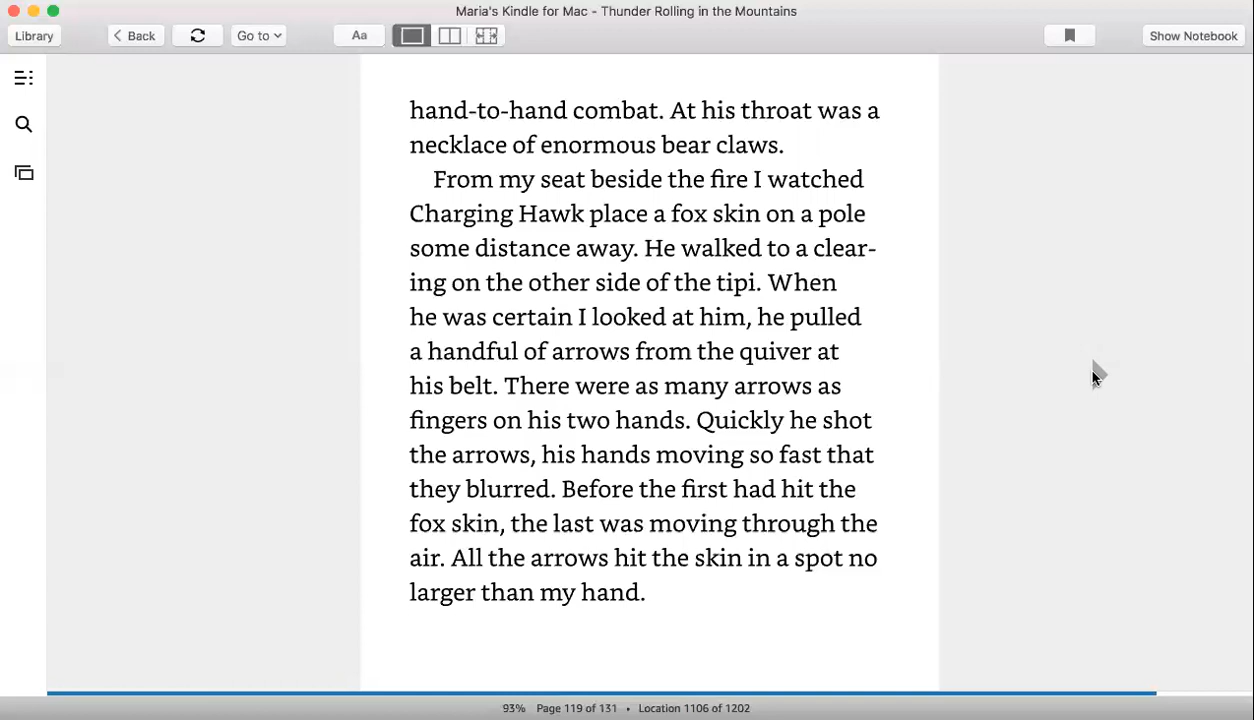 Maria's Kindle for Mac - Thunder Rolling in the Mountains
Library
Back
Go to
Aa
Show Notebook
hand-to-hand combat. At his throat was a
necklace of enormous bear claws.
From my seat beside the fire I watched
Charging Hawk place a fox skin on a pole
some distance away. He walked to a clear-
ing on the other side of the tipi. When
he was certain I looked at him, he pulled
a handful of arrows from the quiver at
his belt. There were as many arrows as
fingers on his two hands. Quickly he shot
the arrows, his hands moving so fast that
they blurred. Before the first had hit the
fox skin, the last was moving through the
air. All the arrows hit the skin in a spot no
larger than my hand.
93% Page 119 of 131 • Location 1106 of 1202